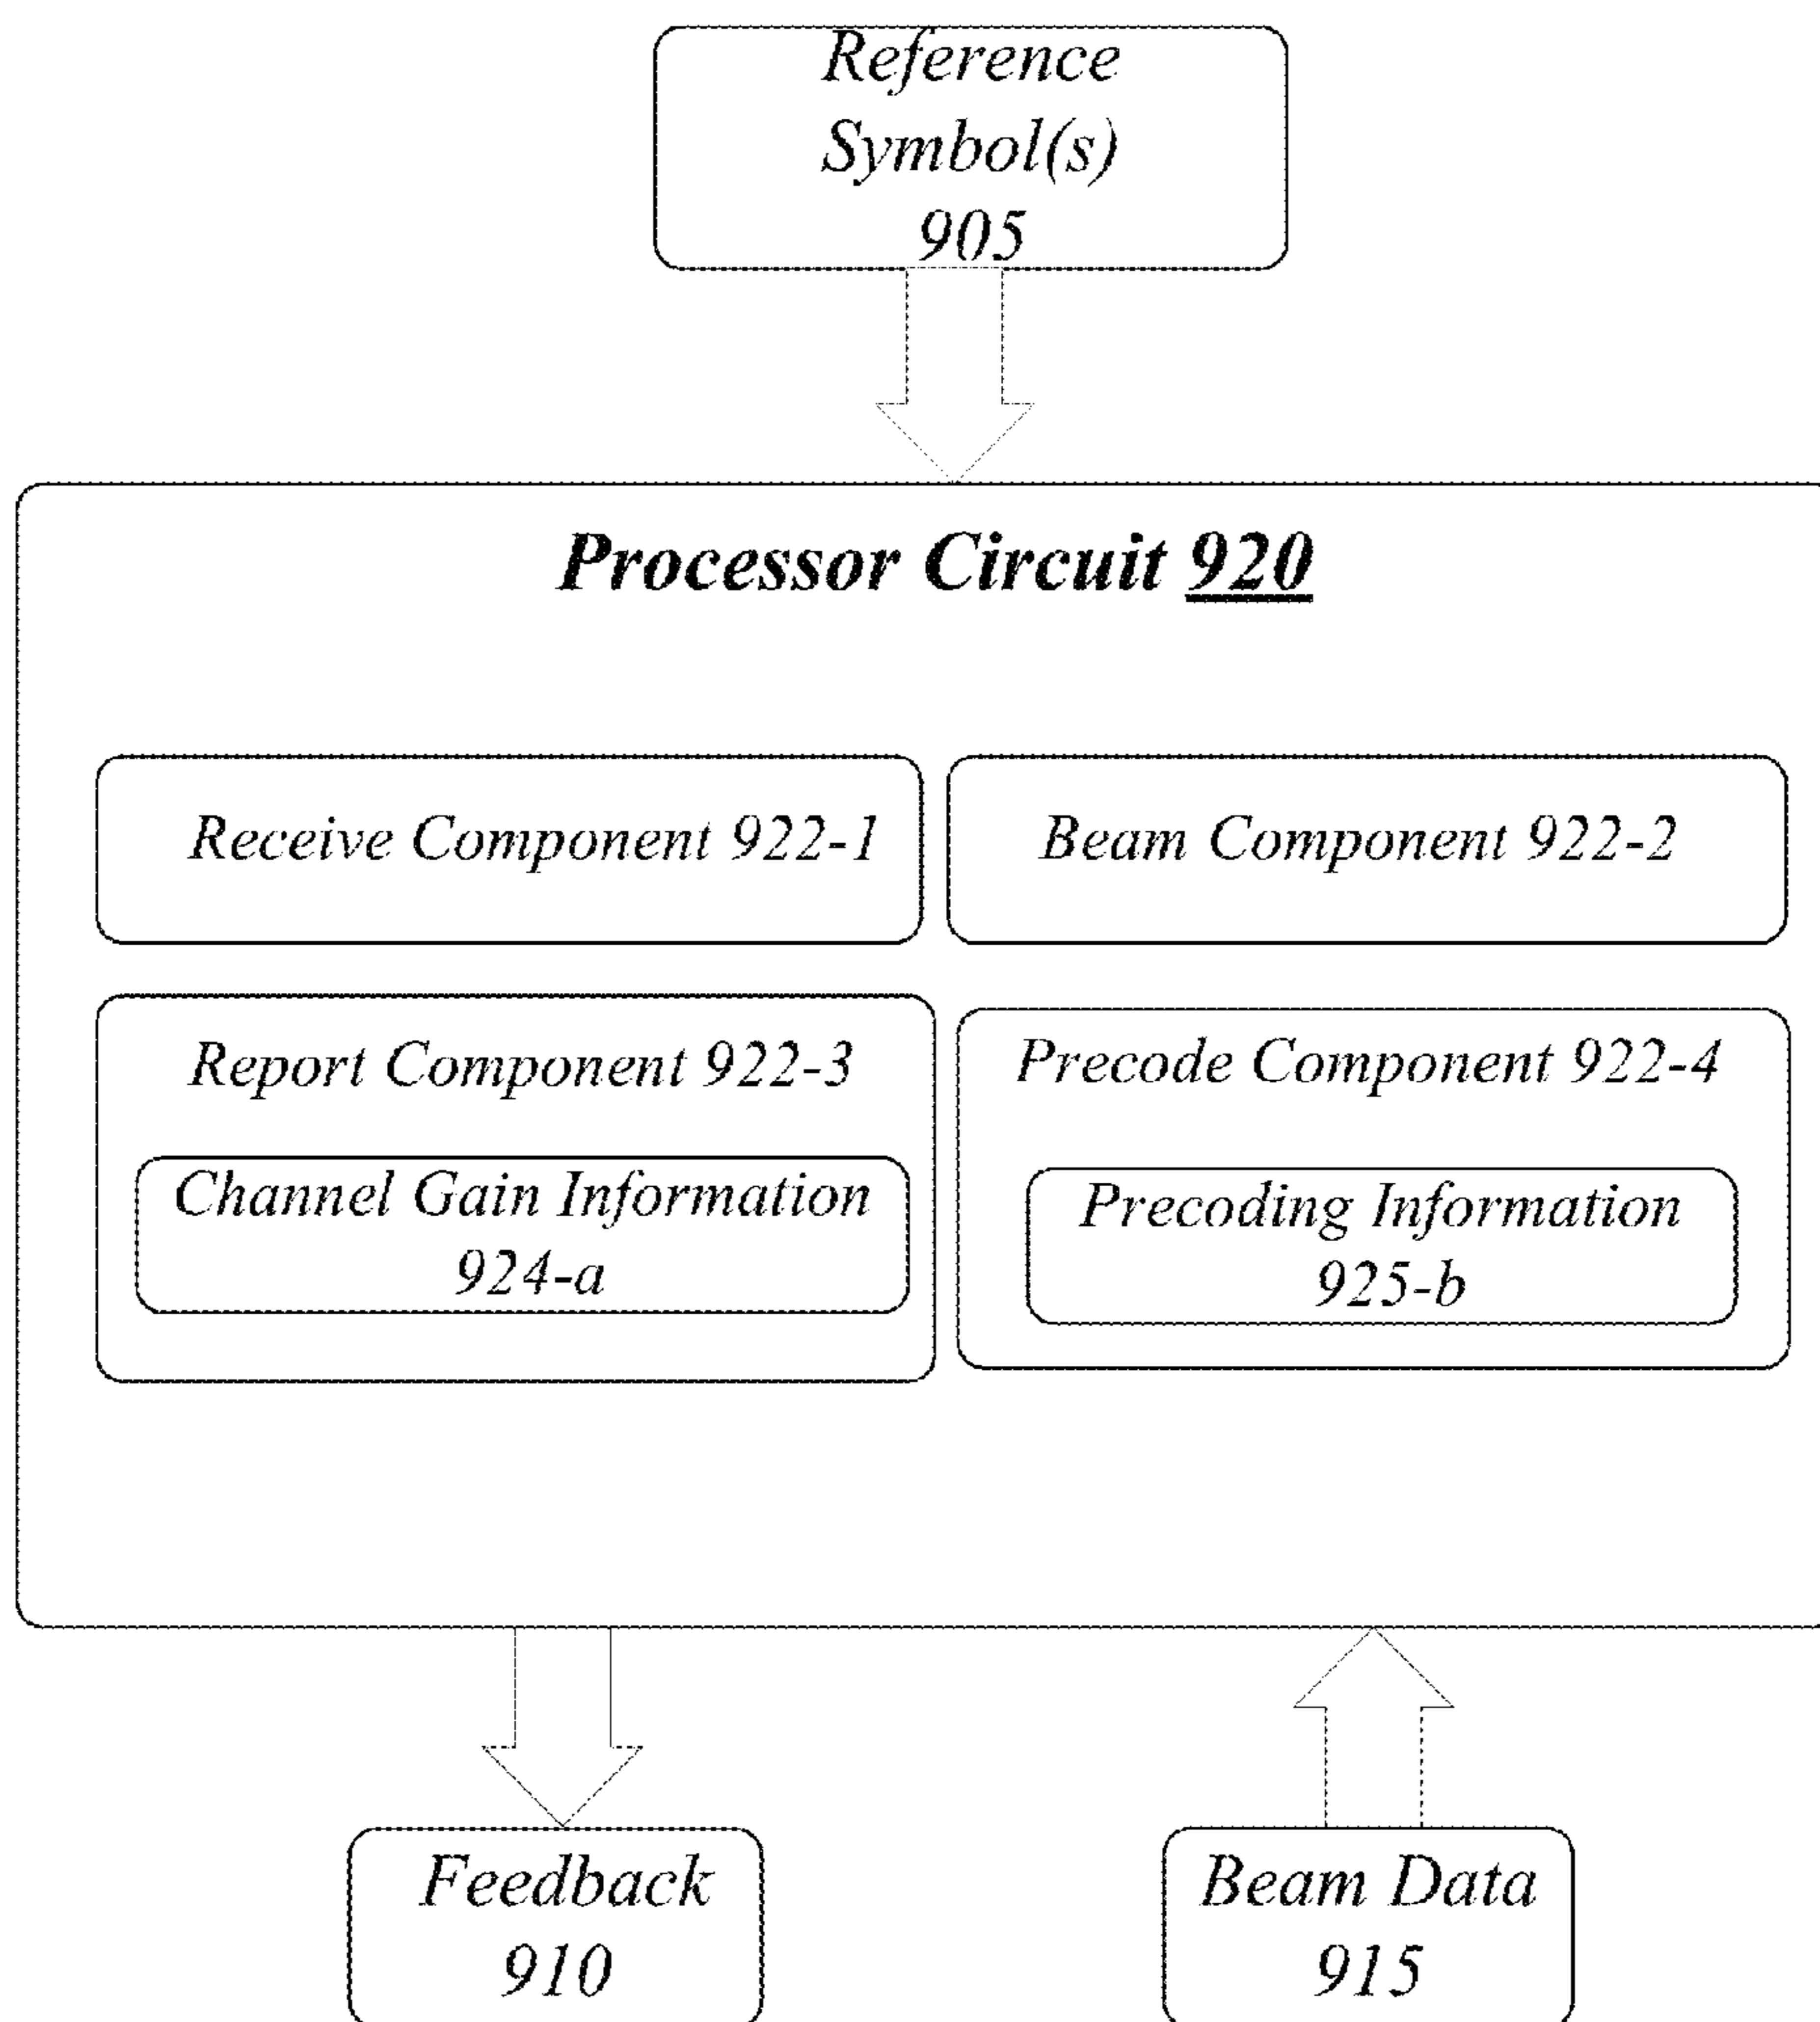 Reference
Symbol(s)
905
Processor Circuit 920
Receive Component 922-1
Beam Component 922-2
Report Component 922-3
Channel Gain Information
924-a
Precode Component 922-4
Precoding Information
925-b
Feedback
910
Beam Data
915